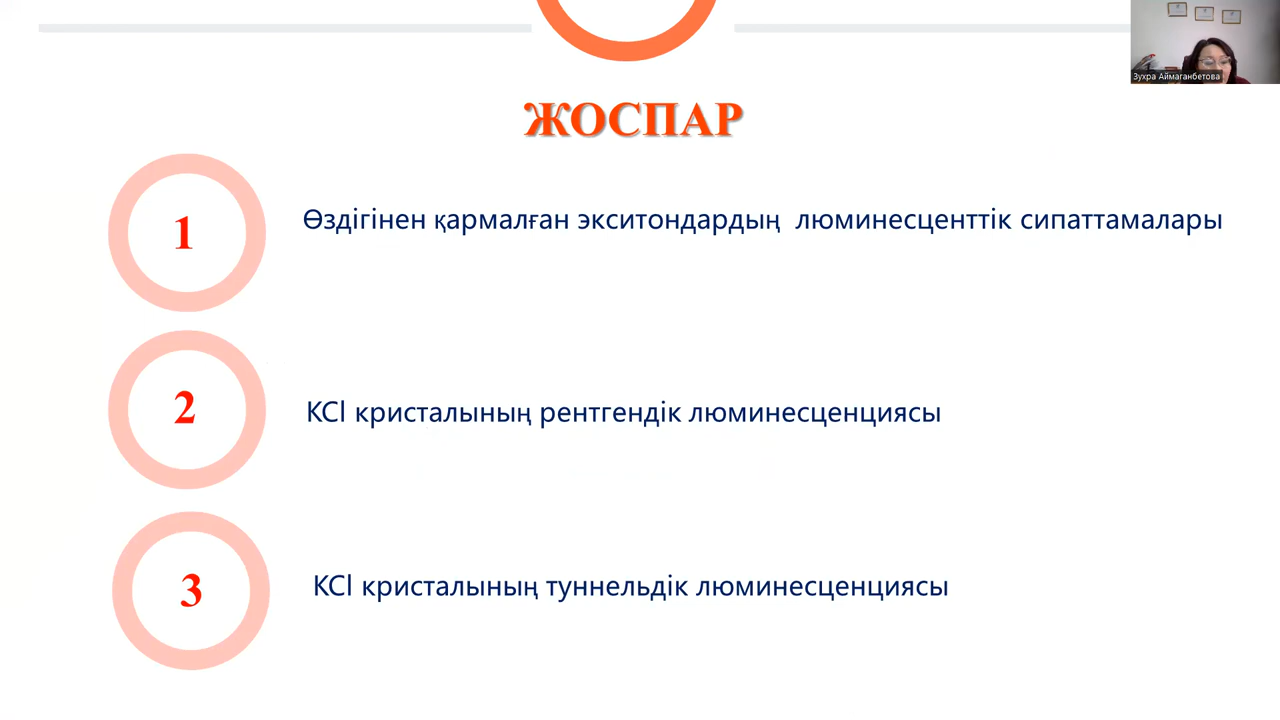 Зухра Аймаганбетова
ЖОСПАР
1
Өздігінен қармалған экситондардың люминесценттік сипаттамалары
2
KCl кристалының рентгендік люминесценциясы
3
KCl кристалының туннельдік люминесценциясы